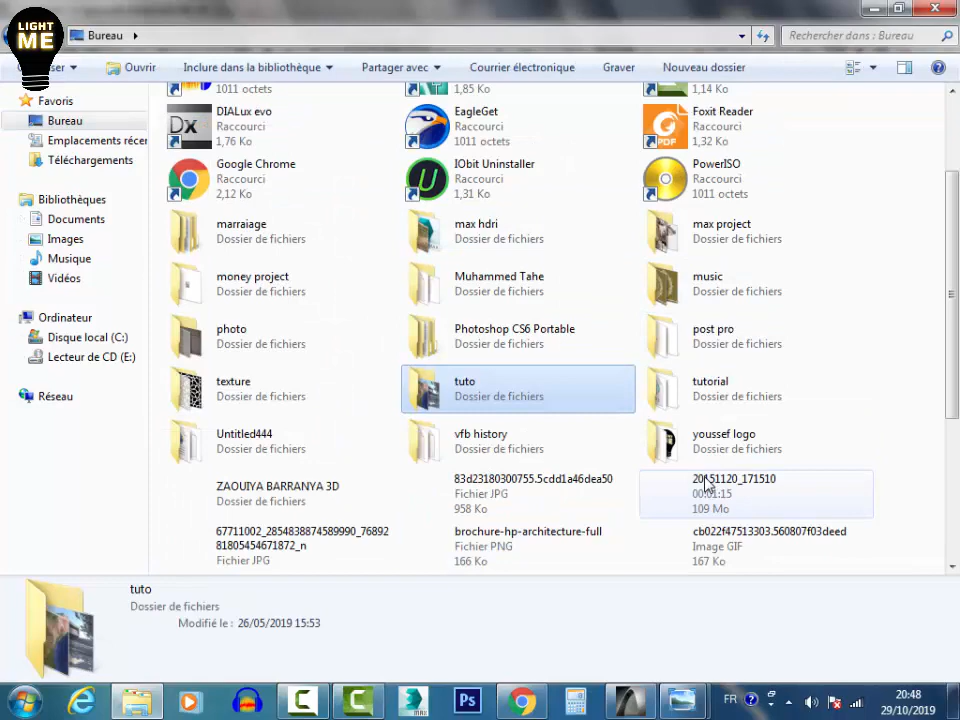 LIGHT
ME
Bureau
Rechercher dans : Bureau
Ouvrir
Inclure dans la bibliothèque
Partager avec
Courrier électronique
Graver
Nouveau dossier
Favoris
Bureau
Emplacements récer
Téléchargements
Bibliothèques
Documents
Images
Musique
Vidéos
Ordinateur
Disque local (C:)
Lecteur de CD (E:)
Réseau
1011 octets
1,85 Ko
1,14 Ko
DIALux evo
Raccourci
1,76 Ko
EagleGet
Raccourci
1011 octets
Foxit Reader
Raccourci
1,32 Ko
Google Chrome
Raccourci
2,12 Ko
IObit Uninstaller
Raccourci
1,31 Ko
PowerISO
Raccourci
1011 octets
marraiage
Dossier de fichiers
max hdri
Dossier de fichiers
max project
Dossier de fichiers
money project
Dossier de fichiers
Muhammed Tahe
Dossier de fichiers
music
Dossier de fichiers
photo
Dossier de fichiers
Photoshop CS6 Portable
Dossier de fichiers
post pro
Dossier de fichiers
texture
Dossier de fichiers
tuto
Dossier de fichiers
tutorial
Dossier de fichiers
Untitled444
Dossier de fichiers
vfb history
Dossier de fichiers
youssef logo
Dossier de fichiers
ZAOUIYA BARRANYA 3D
Dossier de fichiers
83d23180300755.5cdd1a46dea50
Fichier JPG
958 Ko
20151120_171510
00:01:15
109 Mo
67711002_2854838874589990_76892
81805454671872_n
Fichier JPG
brochure-hp-architecture-full
Fichier PNG
166 Ko
cb022f47513303.560807f03deed
Image GIF
167 Ko
tuto
Dossier de fichiers
Modifié le : 26/05/2019 15:53
Ps
FR
20:48
29/10/2019